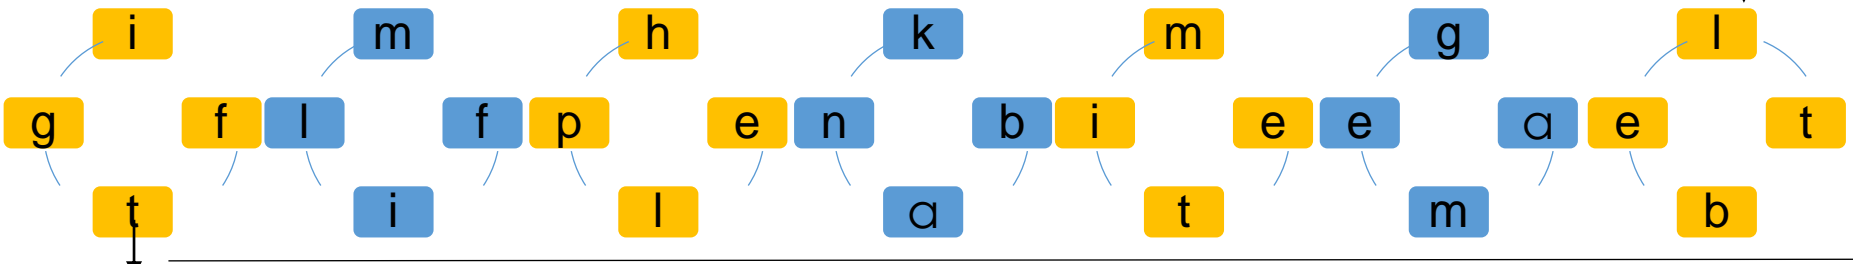 i m h k m g l
g f l f p e n b i e e a e t
t i l a t m b